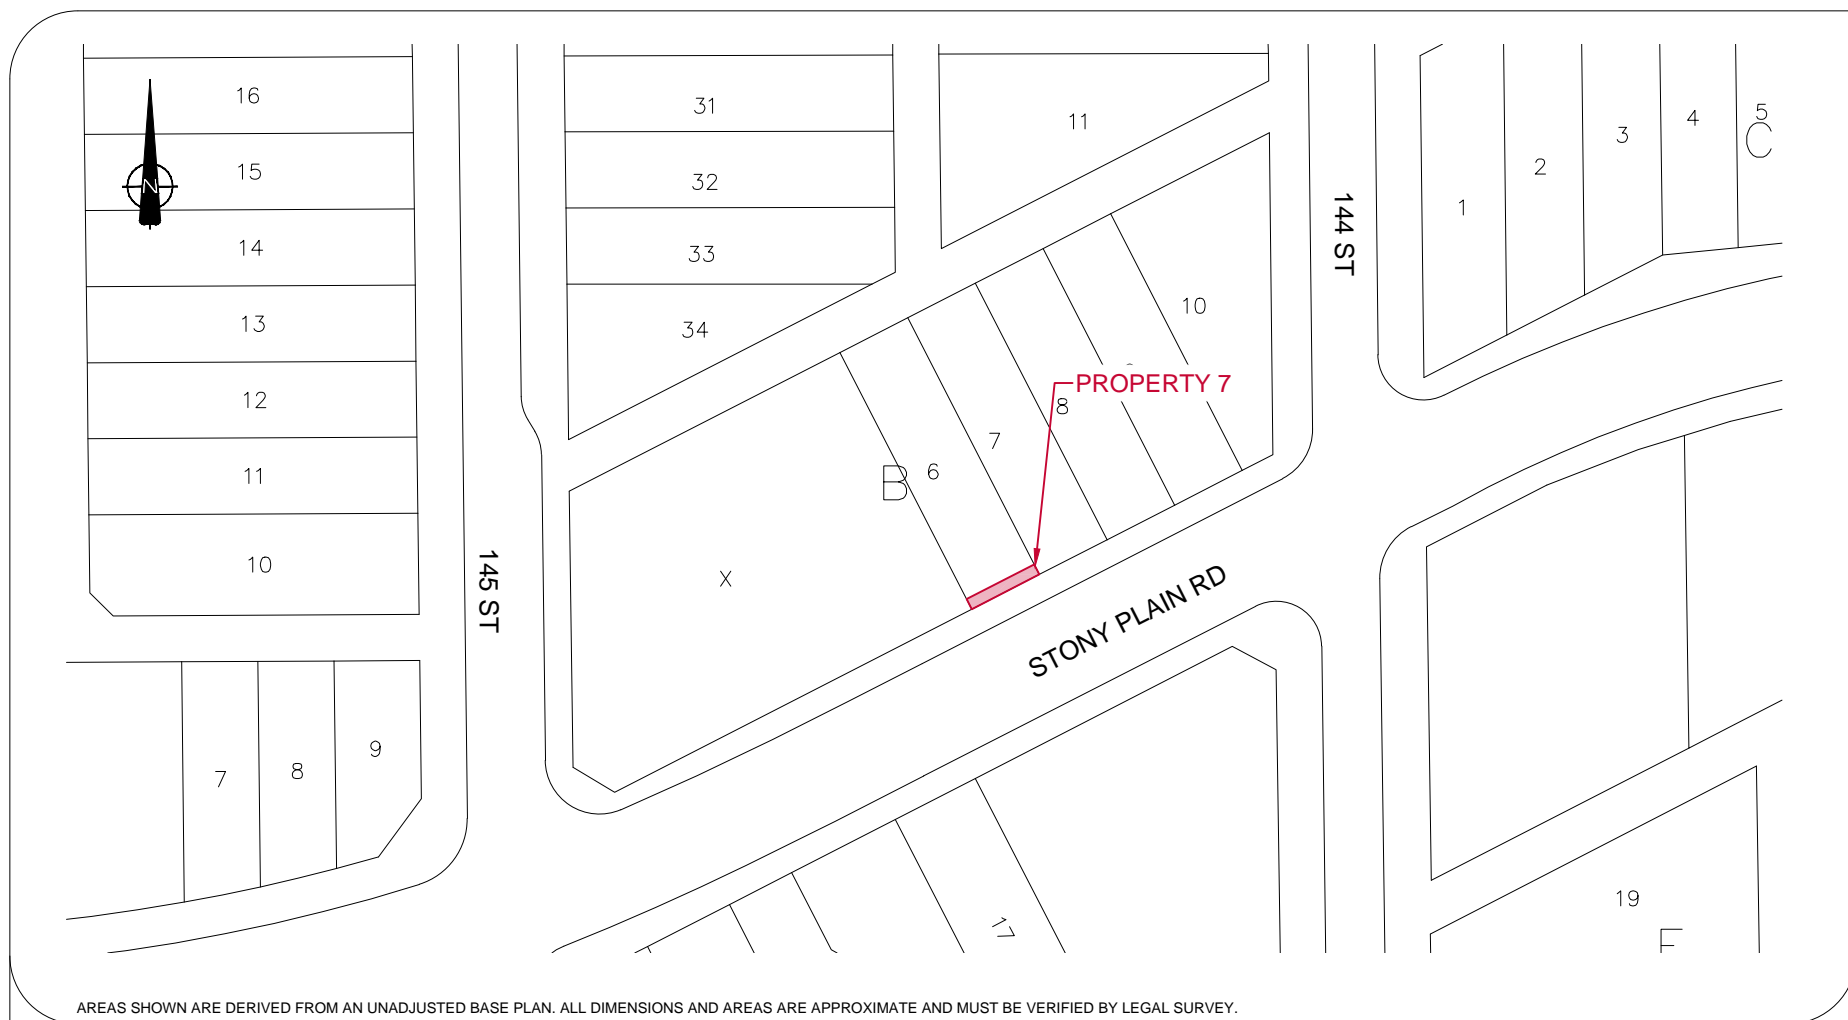 16
15
N
14
13
12
11
10
7
8
9
145 ST
31
32
33
34
11
10
PROPERTY 7
8
7
6
B
X
144 ST
1
2
3
4
5
C
STONY PLAIN RD
17
19
AREAS SHOWN ARE DERIVED FROM AN UNADJUSTED BASE PLAN. ALL DIMENSIONS AND AREAS ARE APPROXIMATE AND MUST BE VERIFIED BY LEGAL SURVEY.